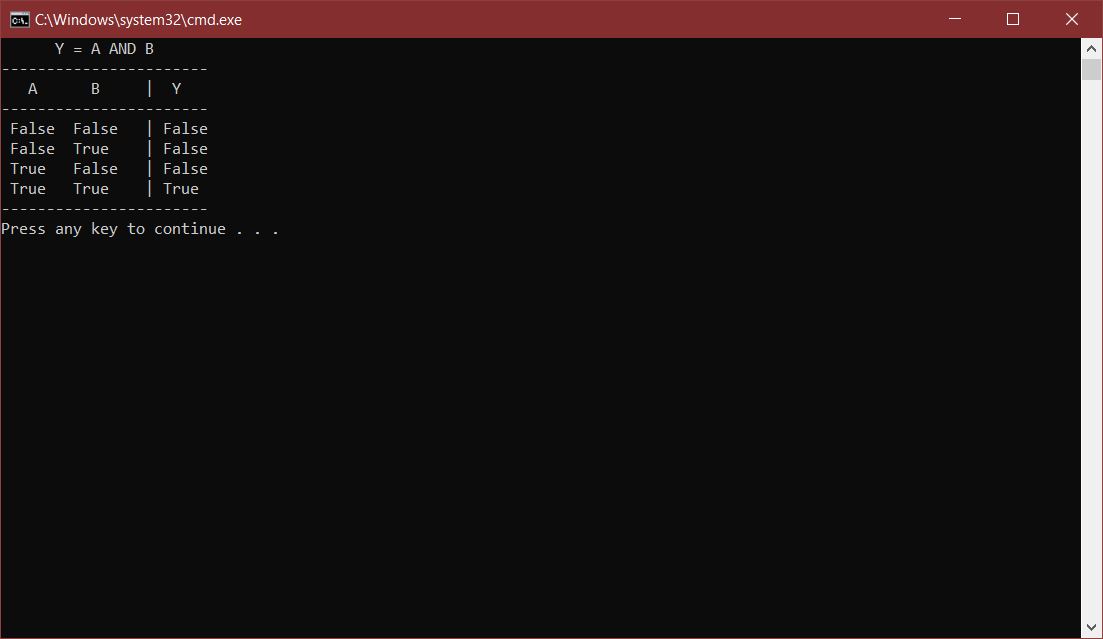 C:\Windows\system32\cmd.exe
      Y = A AND B
-----------------------
   A      B     |  Y
-----------------------
 False  False   | False
 False  True    | False
 True   False   | False
 True   True    | True
-----------------------
Press any key to continue . . .